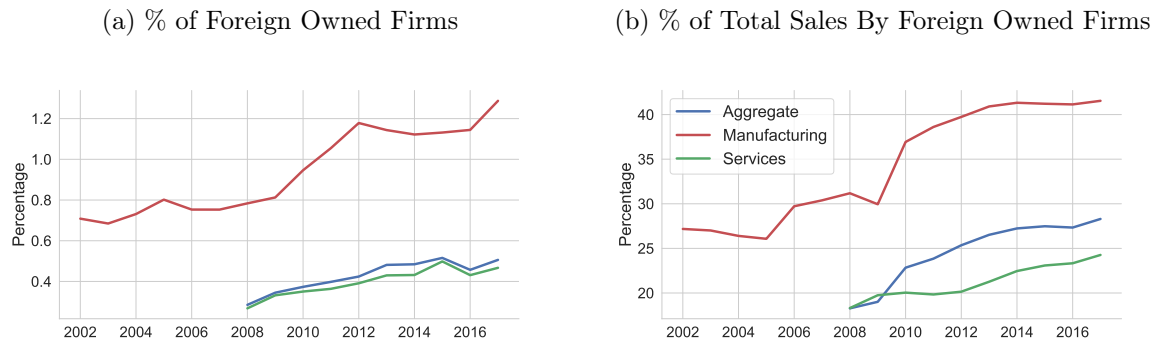 (a) % of Foreign Owned Firms
1.2
1.0
0.8
0.6
0.4
Percentage
2002 2004 2006 2008 2010 2012 2014 2016
(b) % of Total Sales By Foreign Owned Firms
Aggregate
Manufacturing
Services
40
35
30
25
20
Percentage
2002 2004 2006 2008 2010 2012 2014 2016